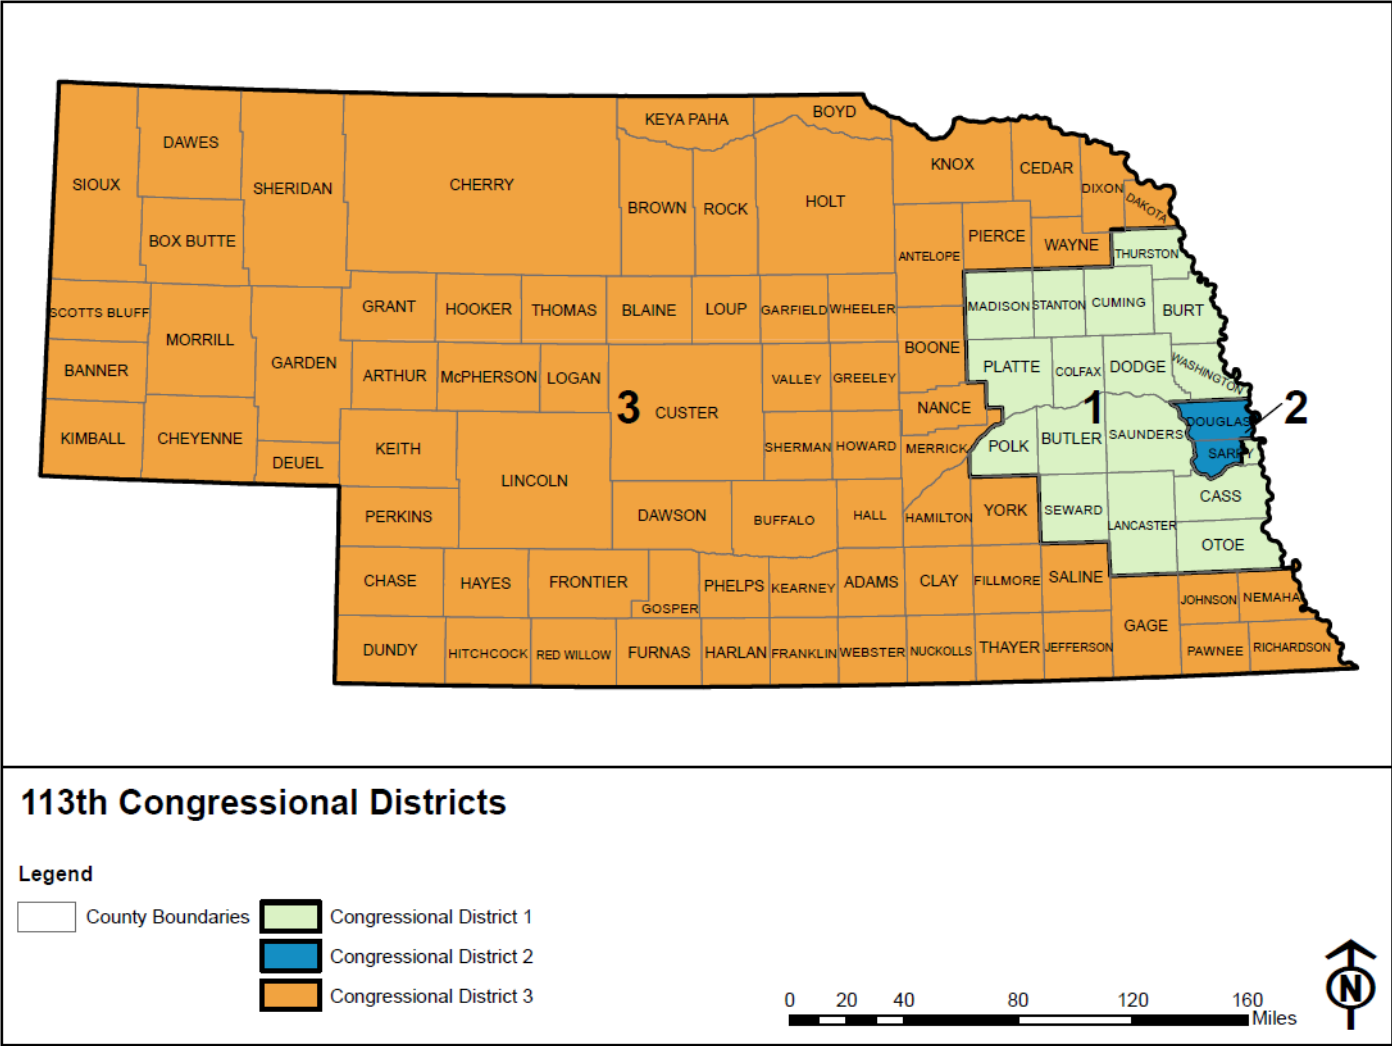 KEYA PAHA
BOYD
DAWES
KNOX
CEDAR
SIOUX
SHERIDAN
CHERRY
DIXON
DAKOTA
BROWN
ROCK
HOLT
BOX BUTTE
PIERCE
WAYNE
ANTELOPE
THURSTON
SCOTTS BLUFF
GRANT
HOOKER
THOMAS
BLAINE
LOUP
GARFIELD
WHEELER
MADISON
STANTON
CUMING
BURT
MORRILL
BANNER
GARDEN
ARTHUR
McPHERSON
LOGAN
VALLEY
GREELEY
BOONE
PLATTE
COLFAX
DODGE
WASHINGTON
3
CUSTER
NANCE
1
2
KIMBALL
CHEYENNE
DEUEL
KEITH
SHERMAN
HOWARD
MERRICK
POLK
BUTLER
SAUNDERS
DOUGLAS
SARPY
LINCOLN
PERKINS
DAWSON
BUFFALO
HALL
HAMILTON
YORK
SEWARD
LANCASTER
CASS
OTOE
CHASE
HAYES
FRONTIER
GOSPER
PHELPS
KEARNEY
ADAMS
CLAY
FILLMORE
SALINE
GAGE
JOHNSON
NEMAHA
DUNDY
HITCHCOCK
RED WILLOW
FURNAS
HARLAN
FRANKLIN
WEBSTER
NUCKOLLS
THAYER
JEFFERSON
PAWNEE
RICHARDSON
113th Congressional Districts
Legend
County Boundaries
Congressional District 1
Congressional District 2
Congressional District 3
0 20 40 80 120 160
Miles
N